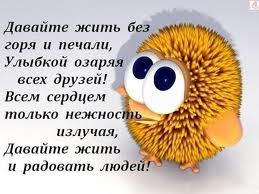 Давайте жить без
горя и печали,
Улыбкой озаряя
всех друзей!
Всем сердцем
только нежность
излучая,
Давайте жить
и радовать людей!